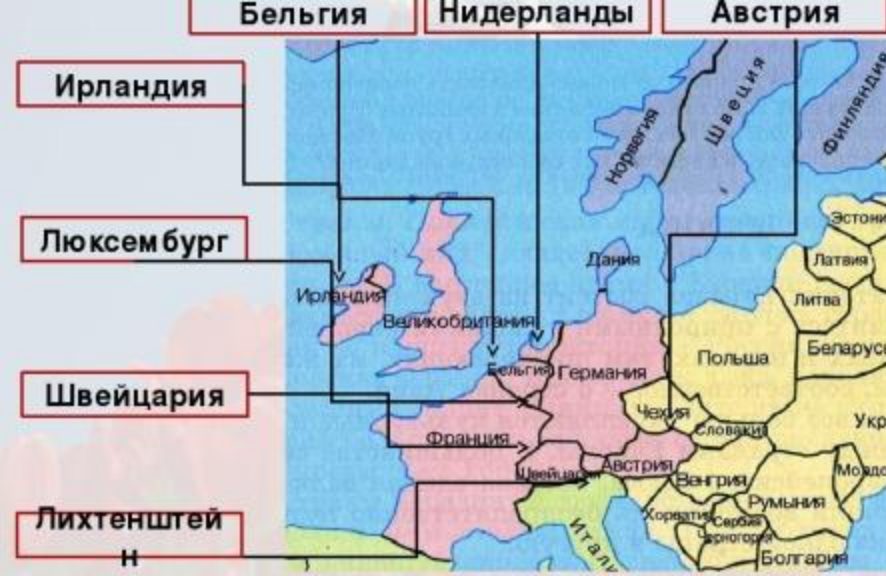 Бельгия
Нидерланды
Австрия
Ирландия
Люксембург
Швейцария
Лихтенштей
н
Норвегия
Швеция
Финляндия
Эстони
Дания
Латвия
Ирландия
Литва
Великобритания
Беларусь
Польша
Бельгия
Германия
Чехия
Словакия
Укр
Франция
Австрия
Швейцария
Венгрия
Молдо
Румыния
Хорватия
Сербия
Черногория
Итали
Болгария